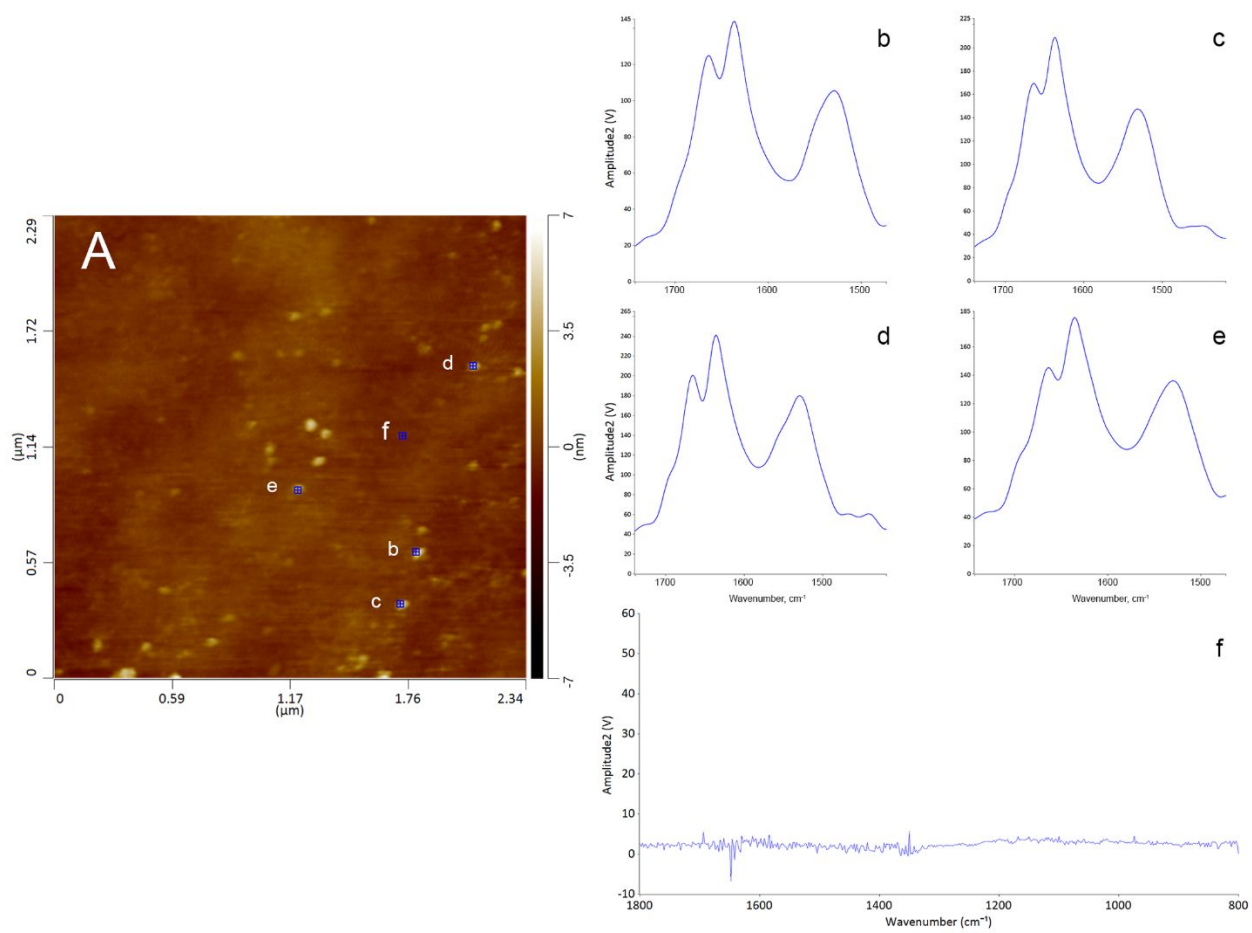 A
2.29
1.72
1.14
0.57
0
(µm)
0 0.59 1.17 1.76 2.34
(µm)
7
3.5
0
-3.5
-7
(nm)
d
f
e
b
c
b
145
120
100
80
60
40
20
0
Amplitude2 (V)
1700 1600 1500
c
225
200
180
160
140
120
100
80
60
40
20
0
1700 1600 1500
d
265
240
220
200
180
160
140
120
100
80
60
40
20
0
Amplitude2 (V)
1700 1600 1500
Wavenumber, cm⁻¹
e
185
160
140
120
100
80
60
40
20
0
1700 1600 1500
Wavenumber, cm⁻¹
f
60
50
40
30
20
10
0
-10
Amplitude2 (V)
1800 1600 1400 1200 1000 800
Wavenumber (cm⁻¹)